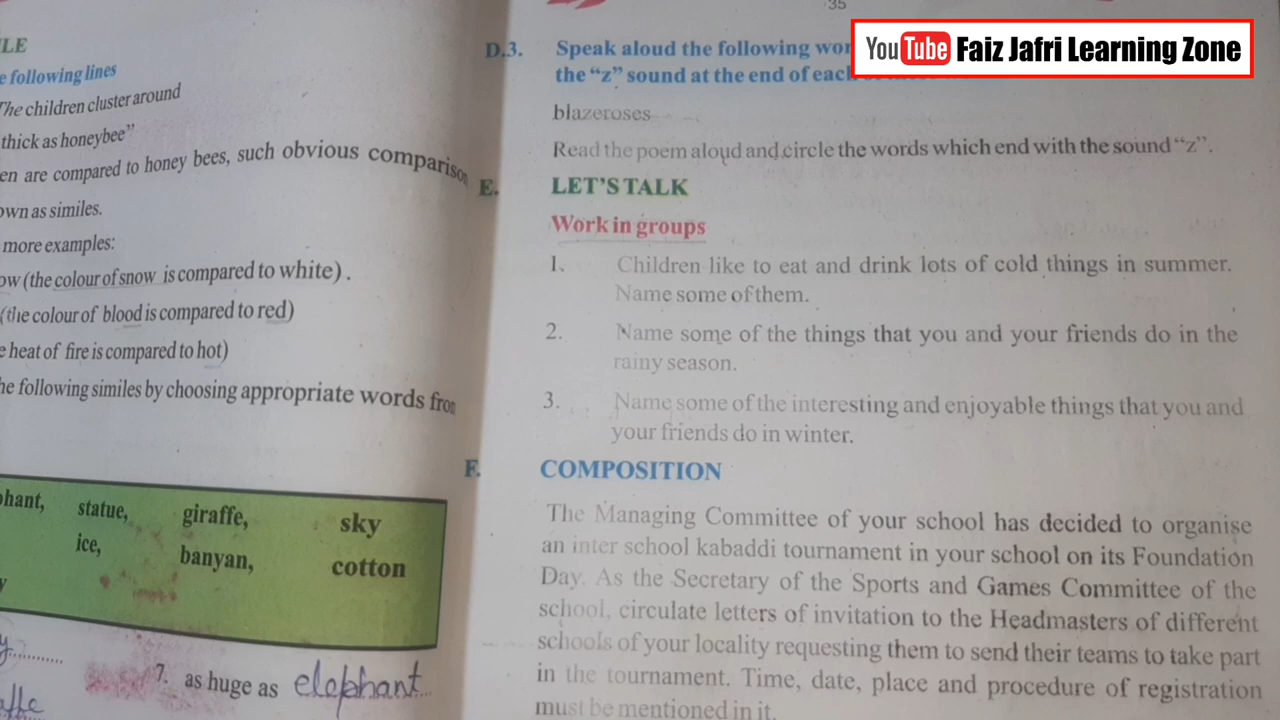 LE
e following lines
The children cluster around
thick as honeybee”
en are compared to honey bees, such obvious comparison
own as similes.
more examples:
ow (the colour of snow is compared to white) .
(the colour of blood is compared to red)
e heat of fire is compared to hot)
he following similes by choosing appropriate words from
phant, statue, giraffe, sky
ice, banyan, cotton
y
7. as huge as elephant
affe
35
YouTube Faiz Jafri Learning Zone
D.3. Speak aloud the following wor
the “z” sound at the end of each
blazeroses
Read the poem aloud and circle the words which end with the sound “z”.
E. LET'S TALK
Work in groups
1. Children like to eat and drink lots of cold things in summer.
Name some of them.
2. Name some of the things that you and your friends do in the
rainy season.
3. Name some of the interesting and enjoyable things that you and
your friends do in winter.
F. COMPOSITION
The Managing Committee of your school has decided to organise
an inter school kabaddi tournament in your school on its Foundation
Day. As the Secretary of the Sports and Games Committee of the
school, circulate letters of invitation to the Headmasters of different
schools of your locality requesting them to send their teams to take part
in the tournament. Time, date, place and procedure of registration
must be mentioned in it.